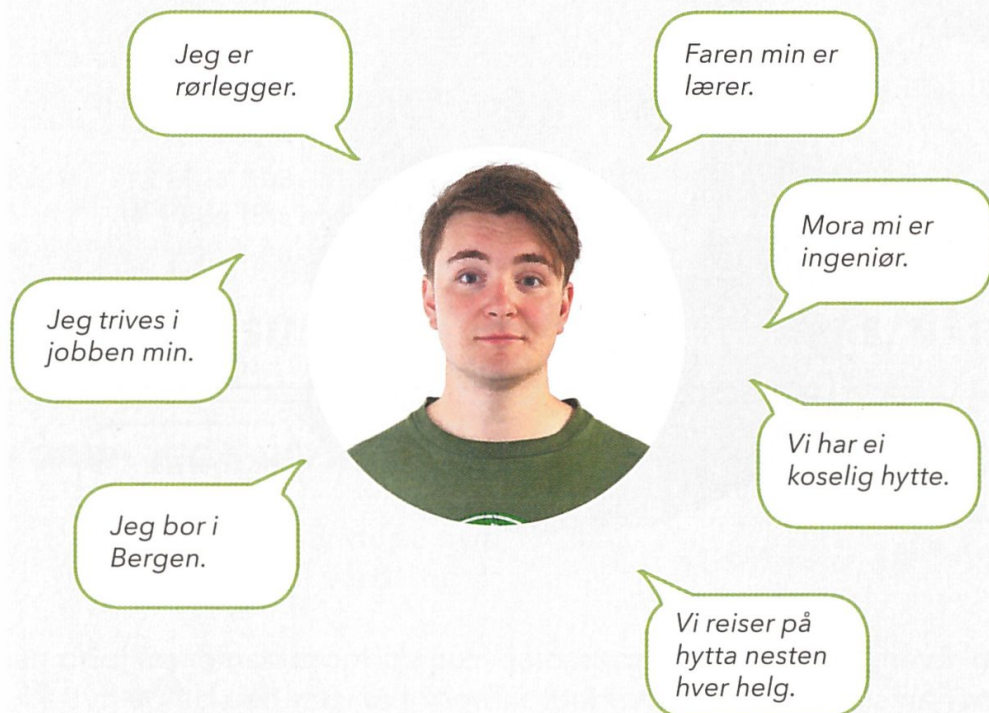 Jeg er
rørlegger.
Faren min er
lærer.
Mora mi er
ingeniør.
Jeg trives i
jobben min.
Vi har ei
koselig hytte.
Jeg bor i
Bergen.
Vi reiser på
hytta nesten
hver helg.